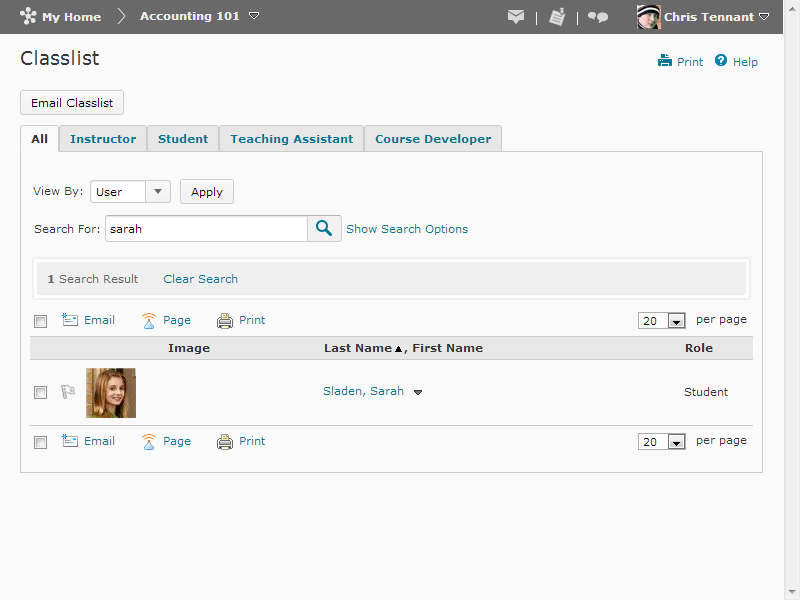 My Home Accounting 101 Chris Tennant
Classlist
Print Help
Email Classlist
All Instructor Student Teaching Assistant Course Developer
View By: User Apply
Search For: sarah Show Search Options
1 Search Result Clear Search
Email Page Print 20 per page
Image Last Name▲, First Name Role
Sladen, Sarah Student
Email Page Print 20 per page